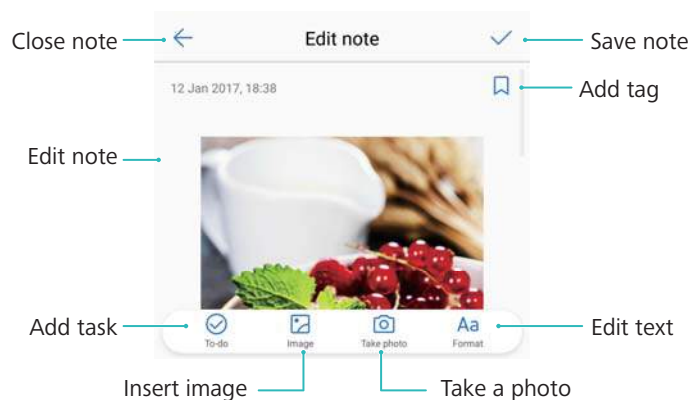 Close note
Edit note
Save note
12 Jan 2017, 18:38
Add tag
Edit note
Add task
To-do
Image
Take photo
Aa
Format
Edit text
Insert image
Take a photo